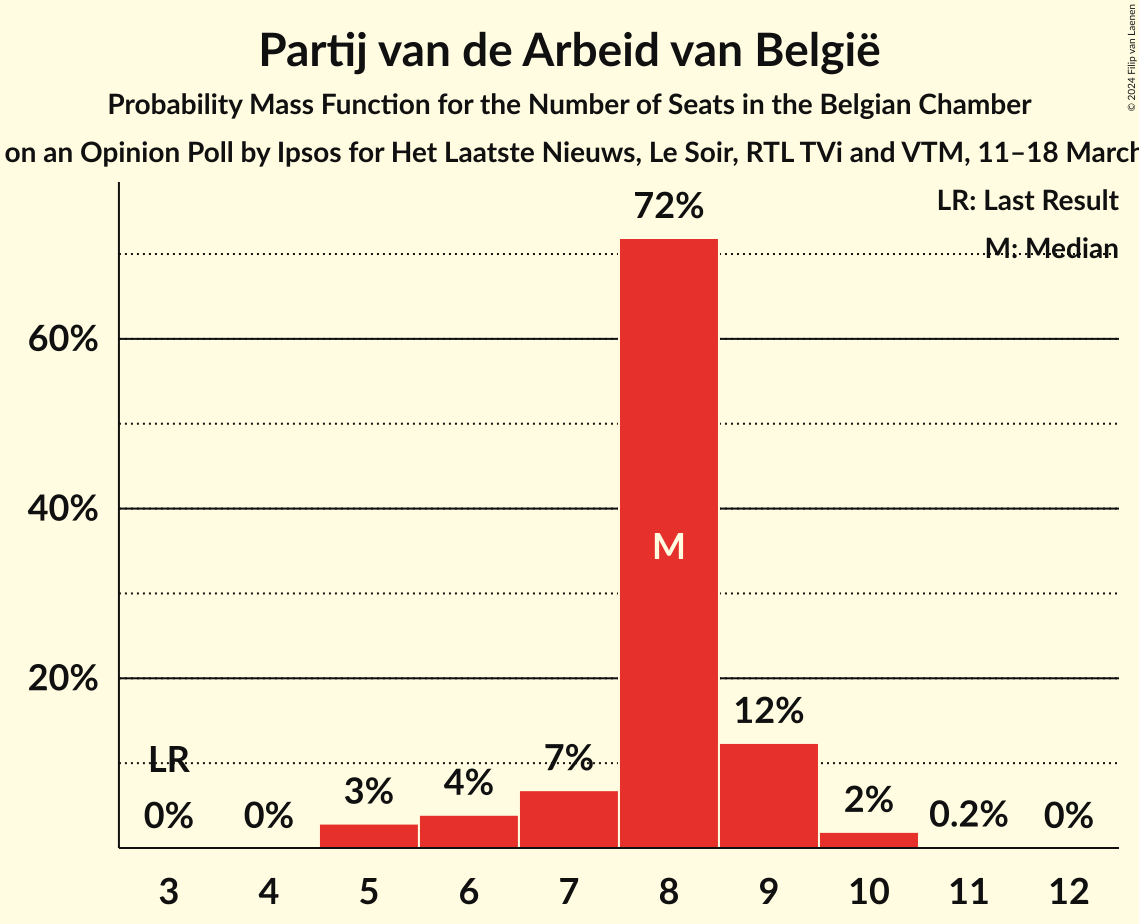 Partij van de Arbeid van België
Probability Mass Function for the Number of Seats in the Belgian Chamber
on an Opinion Poll by Ipsos for Het Laatste Nieuws, Le Soir, RTL TVi and VTM, 11–18 March
© 2024 Filip van Laenen
LR: Last Result
M: Median
60%
40%
20%
LR
0%
0%
3%
4%
7%
72%
M
12%
2%
0.2%
0%
3 4 5 6 7 8 9 10 11 12